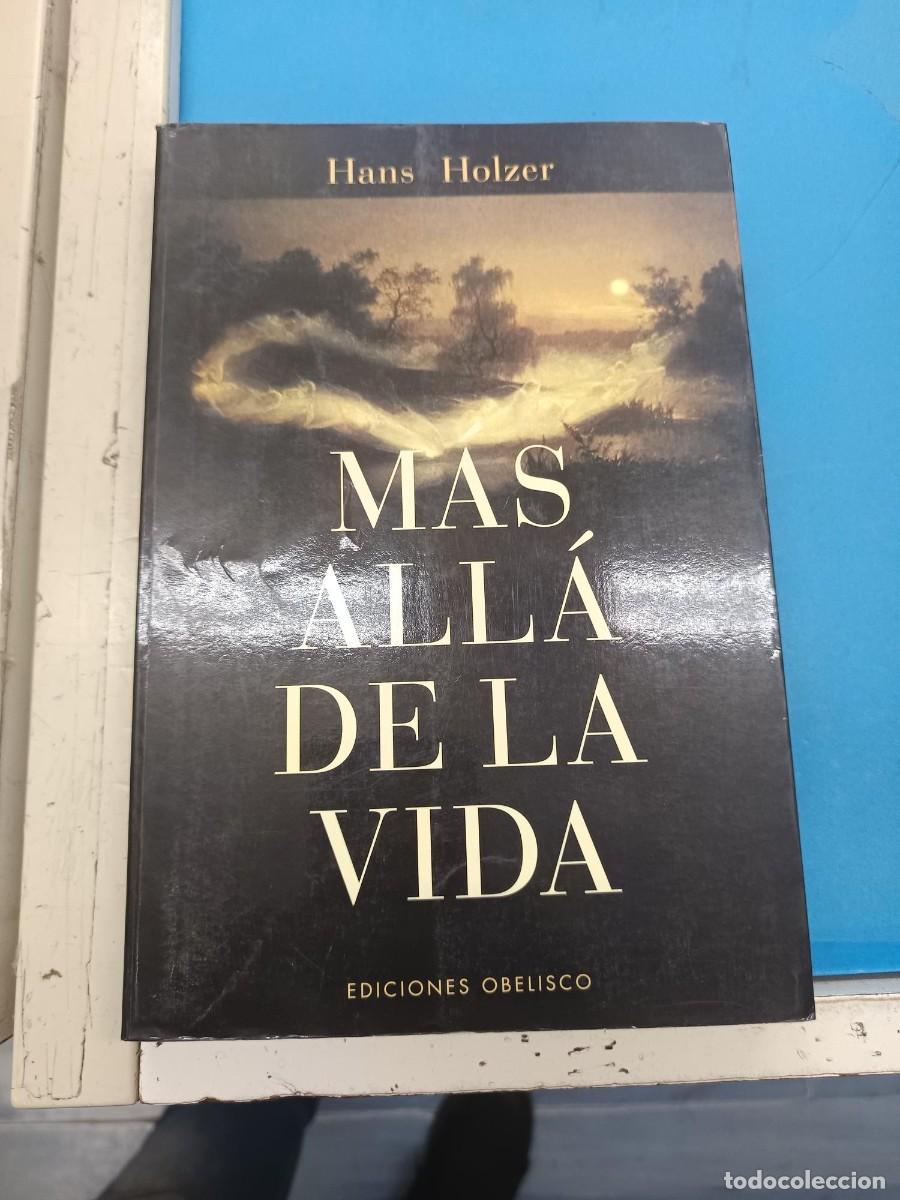 Hans Holzer
MAS
ALLÁ
DE LA
VIDA
EDICIONES OBELISCO
todocoleccion